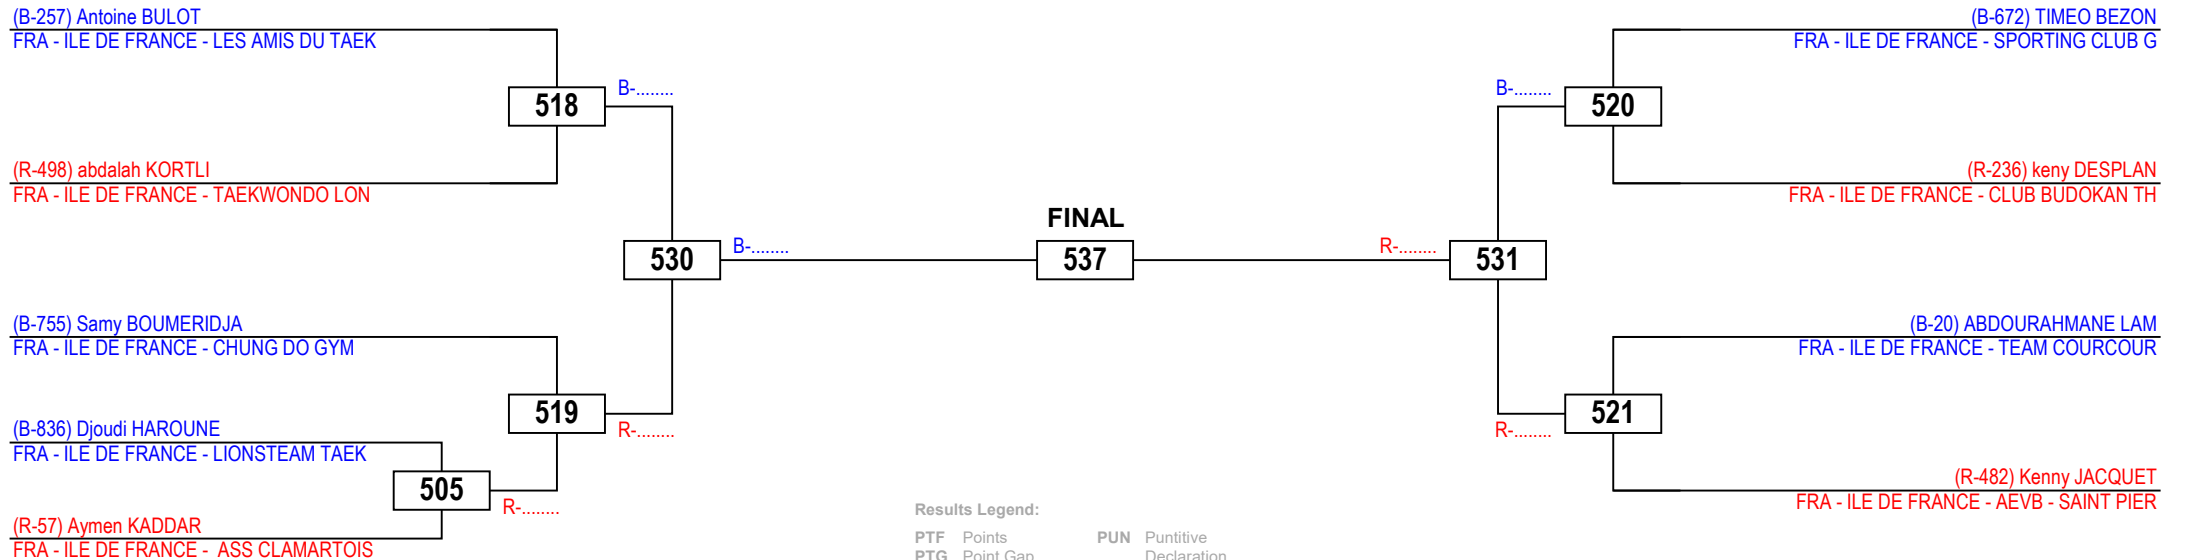 (B-257) Antoine BULOT
FRA - ILE DE FRANCE - LES AMIS DU TAEK
518
B-........
(R-498) abdalah KORTLI
FRA - ILE DE FRANCE - TAEKWONDO LON
530
B-........
(B-755) Samy BOUMERIDJA
FRA - ILE DE FRANCE - CHUNG DO GYM
519
R-........
(B-836) Djoudi HAROUNE
FRA - ILE DE FRANCE - LIONSTEAM TAEK
505
R-........
(R-57) Aymen KADDAR
FRA - ILE DE FRANCE - ASS CLAMARTOIS
FINAL
537
(B-672) TIMEO BEZON
FRA - ILE DE FRANCE - SPORTING CLUB G
B-........
520
(R-236) keny DESPLAN
FRA - ILE DE FRANCE - CLUB BUDOKAN TH
R-........
531
(B-20) ABDOURAHMANE LAM
FRA - ILE DE FRANCE - TEAM COURCOUR
521
R-........
(R-482) Kenny JACQUET
FRA - ILE DE FRANCE - AEVB - SAINT PIER
Results Legend:
PTF Points PUN Puntitive
PTG Point Gap Declaration